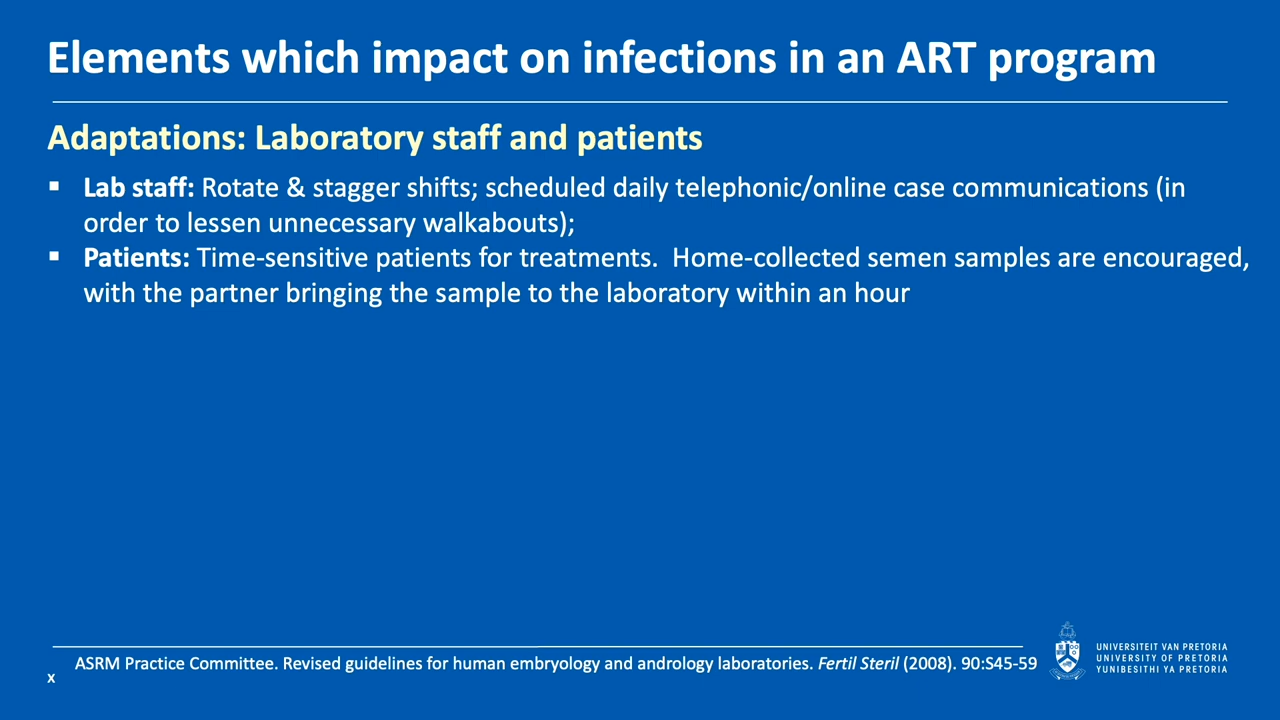 Elements which impact on infections in an ART program
Adaptations: Laboratory staff and patients
▪ Lab staff: Rotate & stagger shifts; scheduled daily telephonic/online case communications (in
order to lessen unnecessary walkabouts);
▪ Patients: Time-sensitive patients for treatments.  Home-collected semen samples are encouraged,
with the partner bringing the sample to the laboratory within an hour
ASRM Practice Committee. Revised guidelines for human embryology and andrology laboratories. Fertil Steril (2008). 90:S45-59
x
UNIVERSITEIT VAN PRETORIA
UNIVERSITY OF PRETORIA
YUNIBESITHI YA PRETORIA